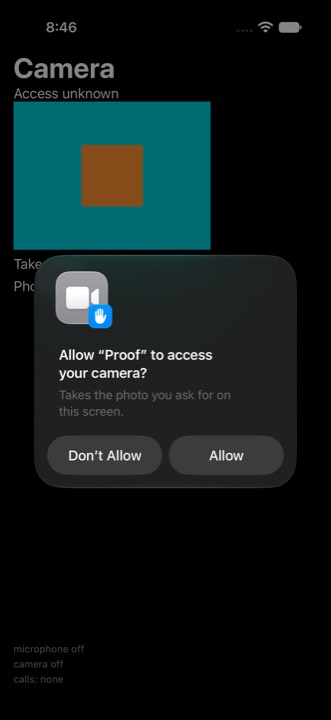 8:46
Camera
Access unknown
Take
Pho
Allow “Proof” to access
your camera?
Takes the photo you ask for on
this screen.
Don’t Allow
Allow
microphone off
camera off
calls: none